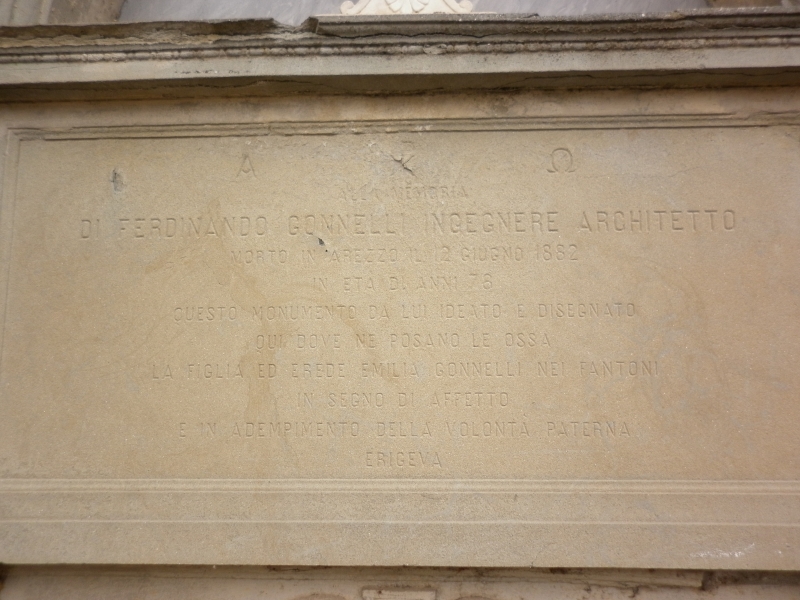 Α ☧ Ω
ALLA MEMORIA
DI FERDINANDO GONNELLI INGEGNERE ARCHITETTO
MORTO IN AREZZO IL 12 GIUGNO 1882
IN ETA DI ANNI 76
QUESTO MONUMENTO DA LUI IDEATO E DISEGNATO
QUI DOVE NE POSANO LE OSSA
LA FIGLIA ED EREDE EMILIA GONNELLI NEI FANTONI
IN SEGNO DI AFFETTO
E IN ADEMPIMENTO DELLA VOLONTÀ PATERNA
ERIGEVA